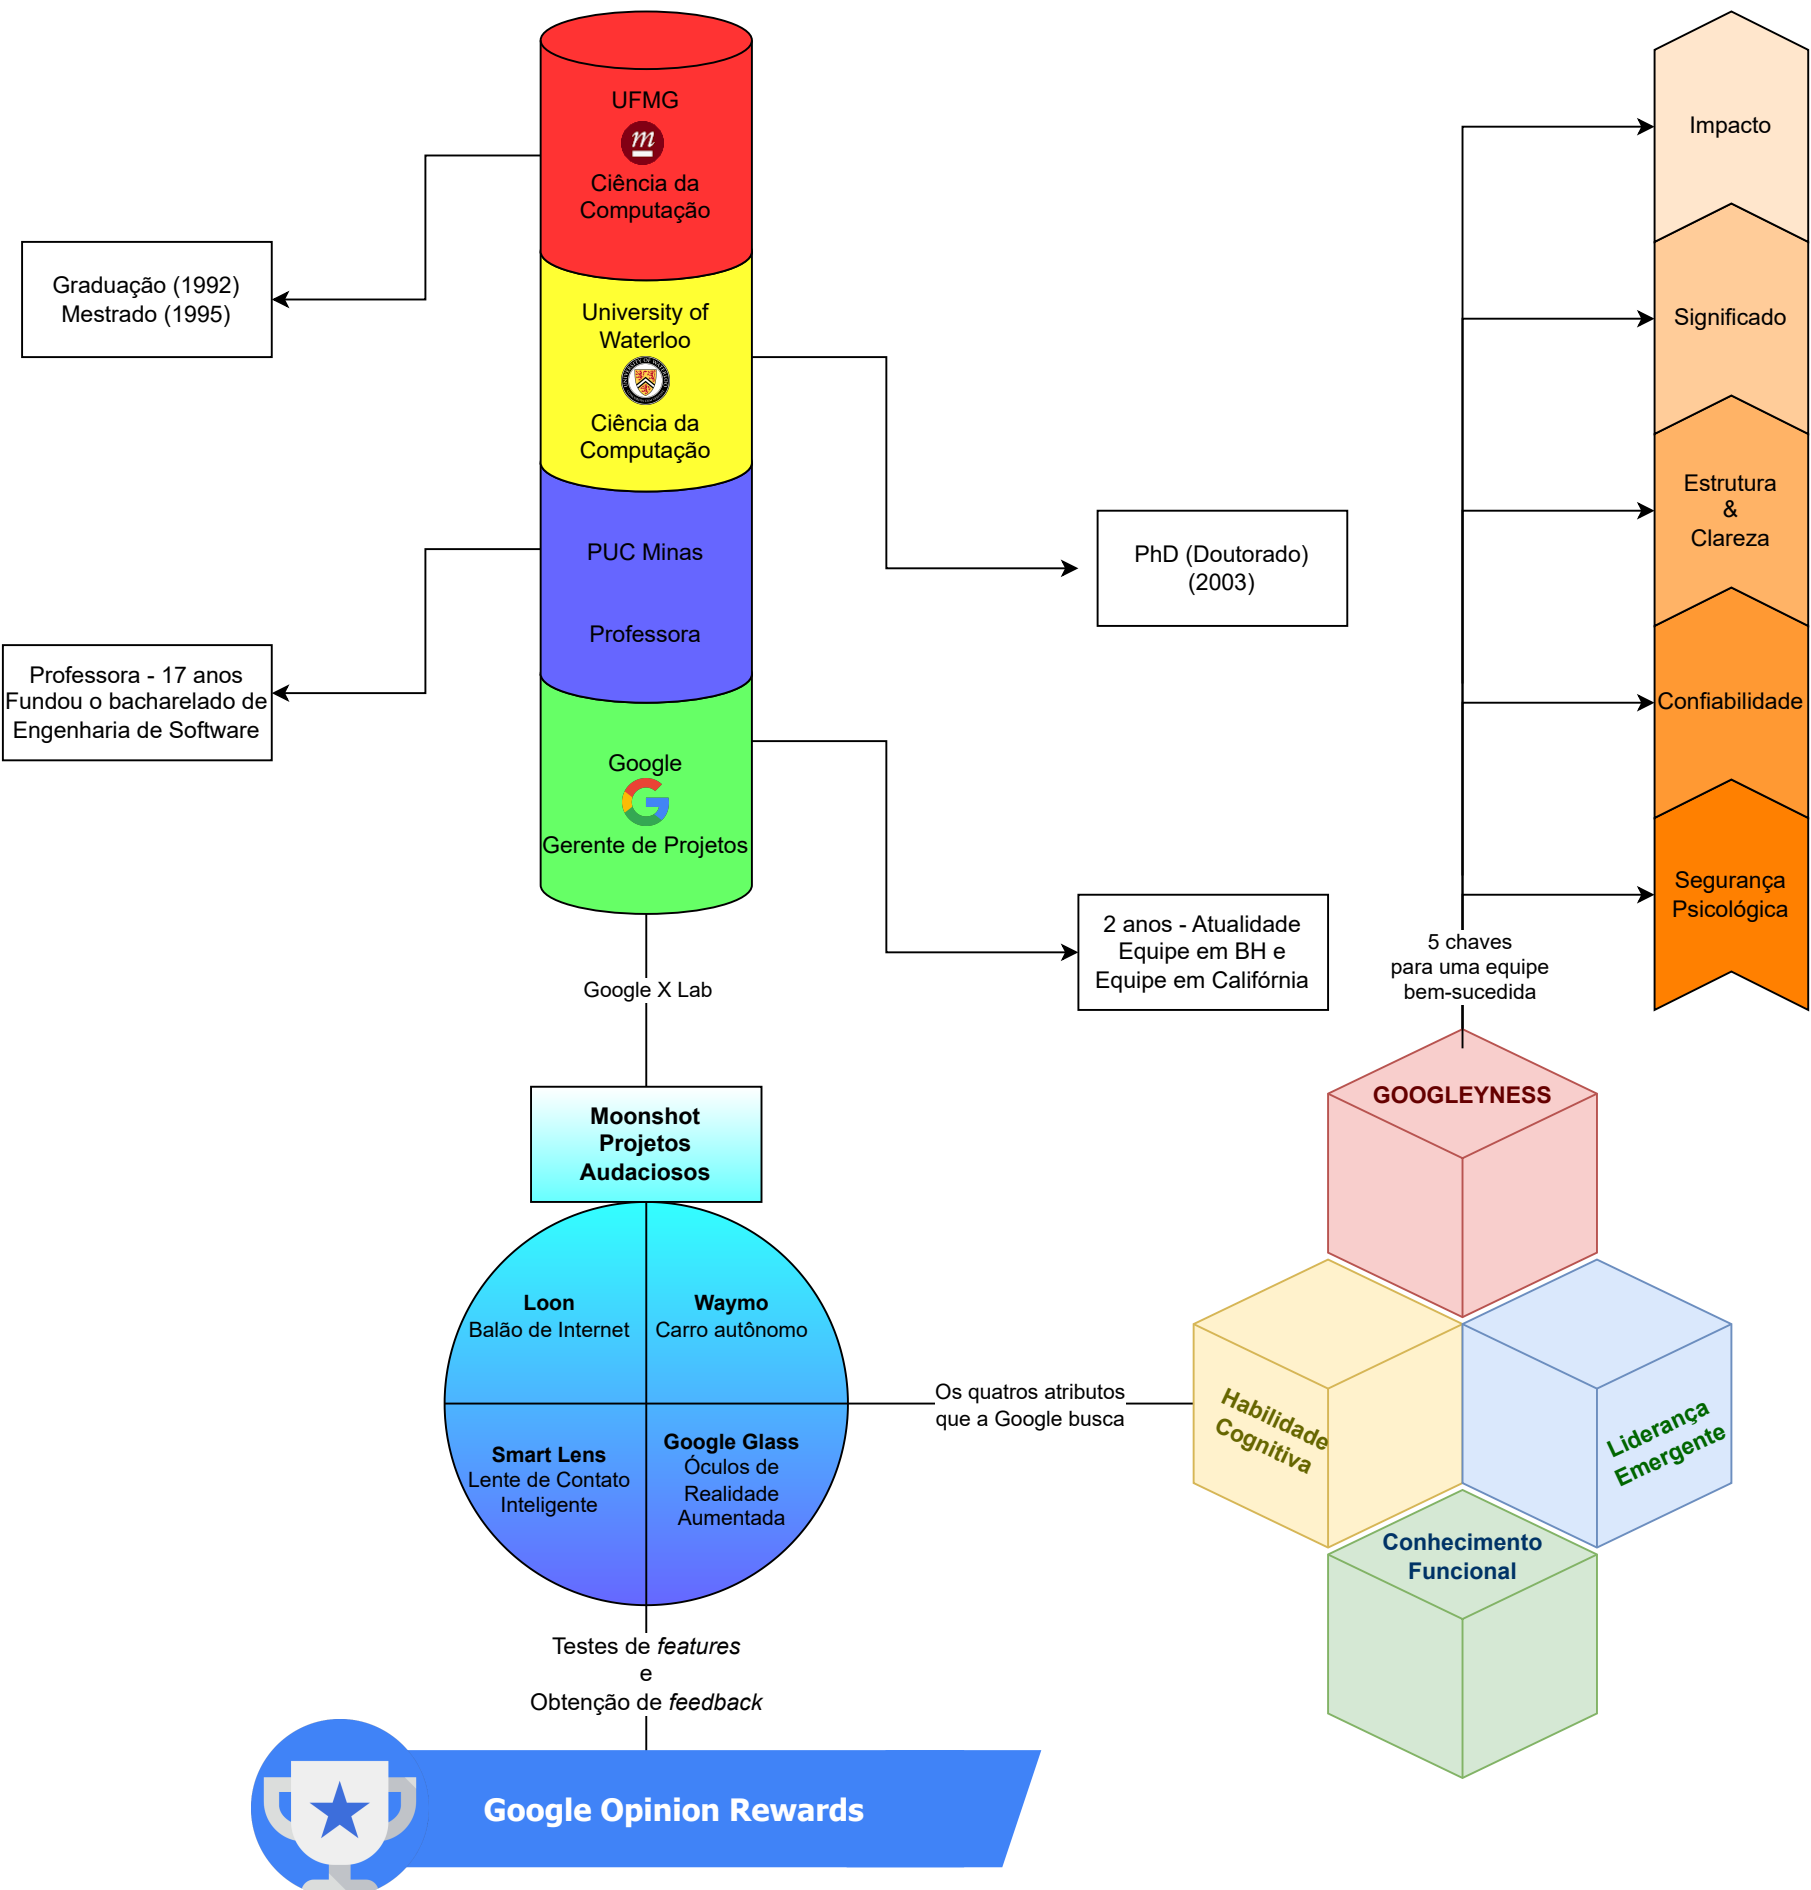 UFMG
m
Ciência da
Computação
Graduação (1992)
Mestrado (1995)
University of
Waterloo
Ciência da
Computação
PhD (Doutorado)
(2003)
PUC Minas
Professora
Professora - 17 anos
Fundou o bacharelado de
Engenharia de Software
Google
G
Gerente de Projetos
2 anos - Atualidade
Equipe em BH e
Equipe em Califórnia
Google X Lab
Moonshot
Projetos
Audaciosos
Loon
Balão de Internet
Waymo
Carro autônomo
Smart Lens
Lente de Contato
Inteligente
Google Glass
Óculos de
Realidade
Aumentada
Testes de features
e
Obtenção de feedback
Google Opinion Rewards
Os quatros atributos
que a Google busca
GOOGLEYNESS
Habilidade
Cognitiva
Liderança
Emergente
Conhecimento
Funcional
5 chaves
para uma equipe
bem-sucedida
Impacto
Significado
Estrutura
&
Clareza
Confiabilidade
Segurança
Psicológica